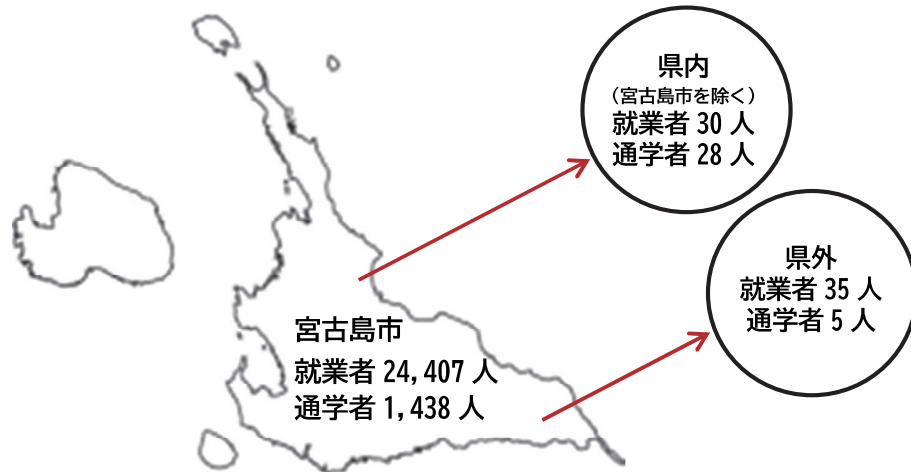 県内
（宮古島市を除く）
就業者 30 人
通学者 28 人
県外
就業者 35 人
通学者 5 人
宮古島市
就業者 24,407 人
通学者 1,438 人